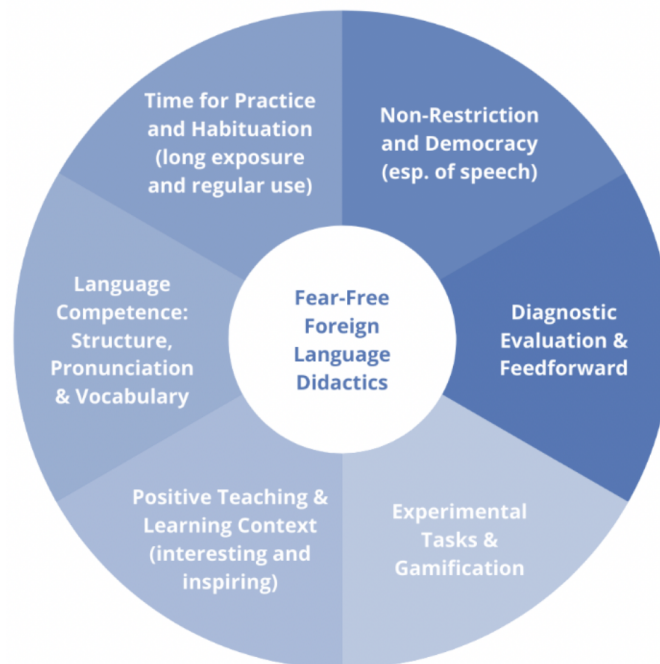 Time for Practice
and Habituation
(long exposure
and regular use)
Non-Restriction
and Democracy
(esp. of speech)
Language
Competence:
Structure,
Pronunciation
& Vocabulary
Fear-Free
Foreign
Language
Didactics
Diagnostic
Evaluation &
Feedforward
Positive Teaching &
Learning Context
(interesting and
inspiring)
Experimental
Tasks &
Gamification